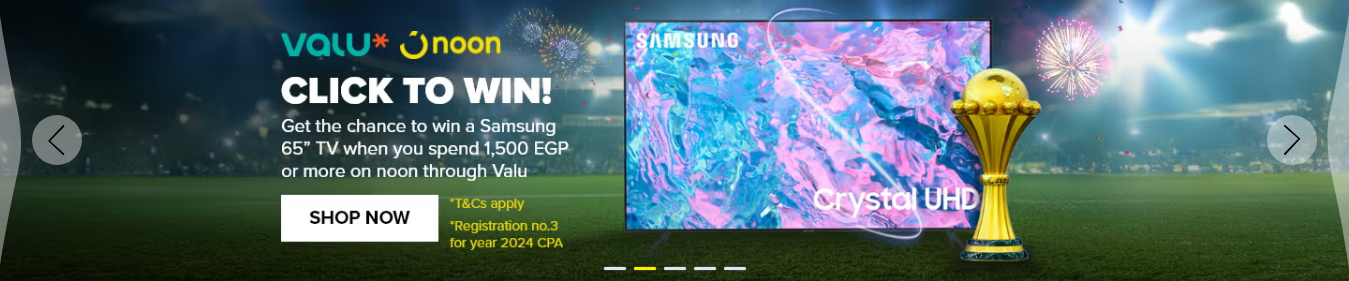 valu* noon
SAMSUNG
CLICK TO WIN!
Get the chance to win a Samsung
65” TV when you spend 1,500 EGP
or more on noon through Valu
SHOP NOW
*T&Cs apply
*Registration no.3
for year 2024 CPA
Crystal UHD